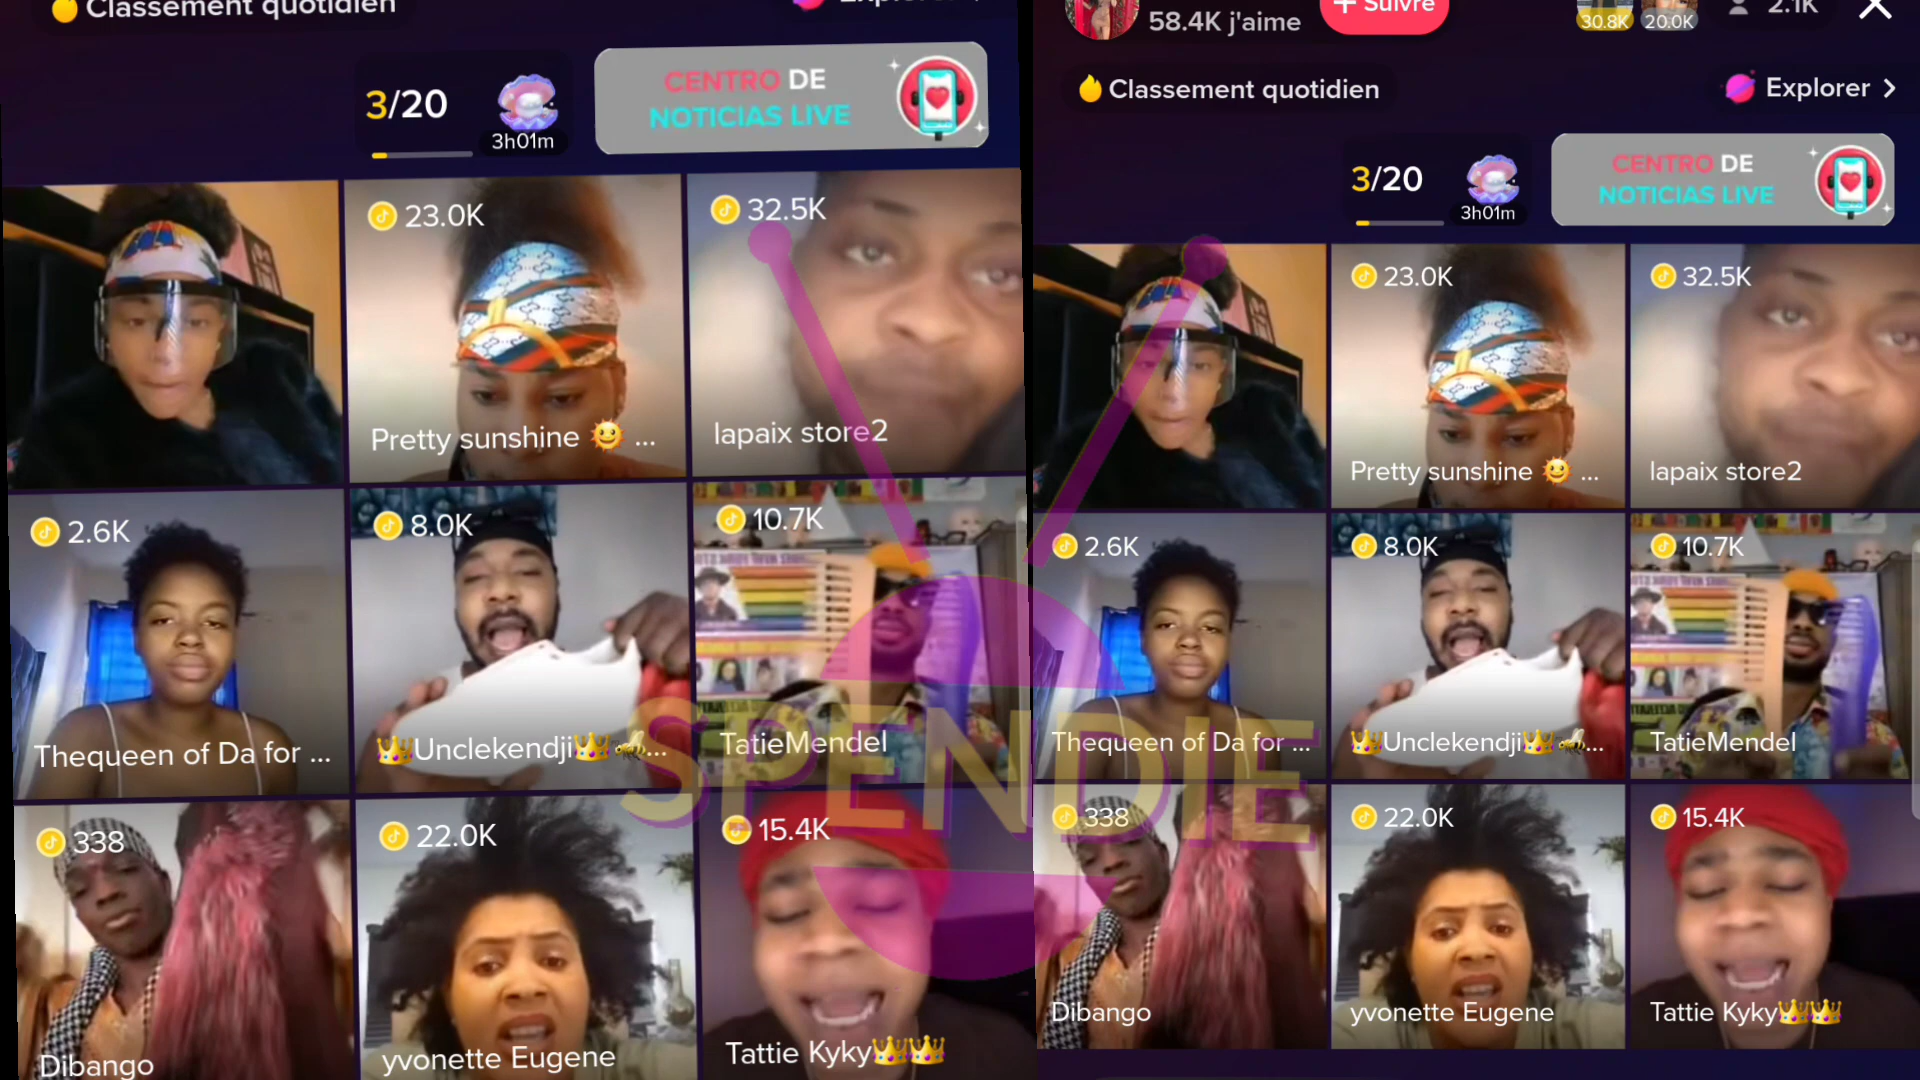 Classement quotidien
3/20
3h01m
CENTRO DE
NOTICIAS LIVE
23.0K
Pretty sunshine 🌞 ...
32.5K
lapaix store2
2.6K
Thequeen of Da for ...
8.0K
👑Unclekendji👑🐝...
10.7K
TatieMendel
338
Dibango
22.0K
yvonette Eugene
15.4K
Tattie Kyky👑👑
SPENDIE
58.4K j'aime
+ Suivre
30.8K
20.0K
2.1K
Classement quotidien
Explorer >
3/20
3h01m
CENTRO DE
NOTICIAS LIVE
23.0K
Pretty sunshine 🌞 ...
32.5K
lapaix store2
2.6K
Thequeen of Da for ...
8.0K
👑Unclekendji👑🐝...
10.7K
TatieMendel
338
Dibango
22.0K
yvonette Eugene
15.4K
Tattie Kyky👑👑